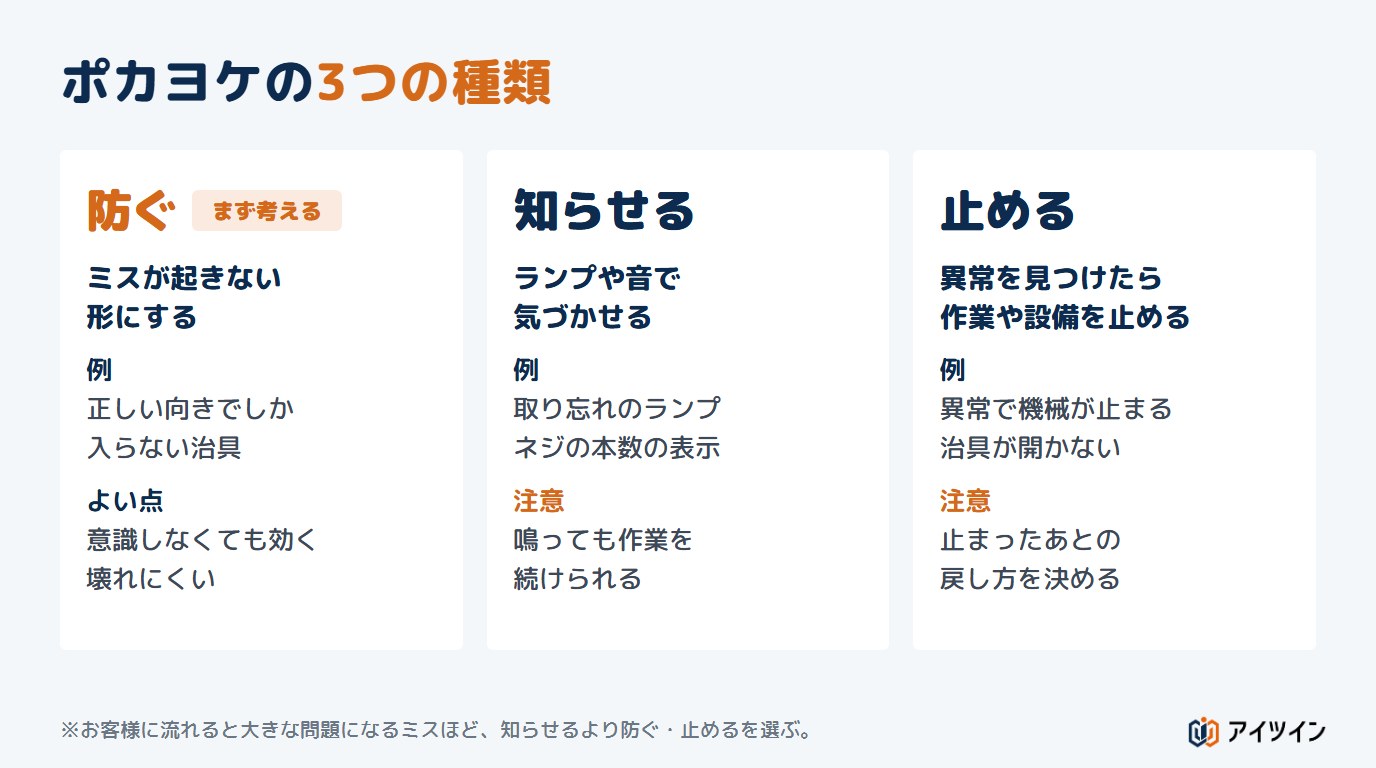 ポカヨケの3つの種類
防ぐ まず考える
ミスが起きない
形にする
例
正しい向きでしか
入らない治具
よい点
意識しなくても効く
壊れにくい
知らせる
ランプや音で
気づかせる
例
取り忘れのランプ
ネジの本数の表示
注意
鳴っても作業を
続けられる
止める
異常を見つけたら
作業や設備を止める
例
異常で機械が止まる
治具が開かない
注意
止まったあとの
戻し方を決める
※お客様に流れると大きな問題になるミスほど、知らせるより防ぐ・止めるを選ぶ。
アイツイン